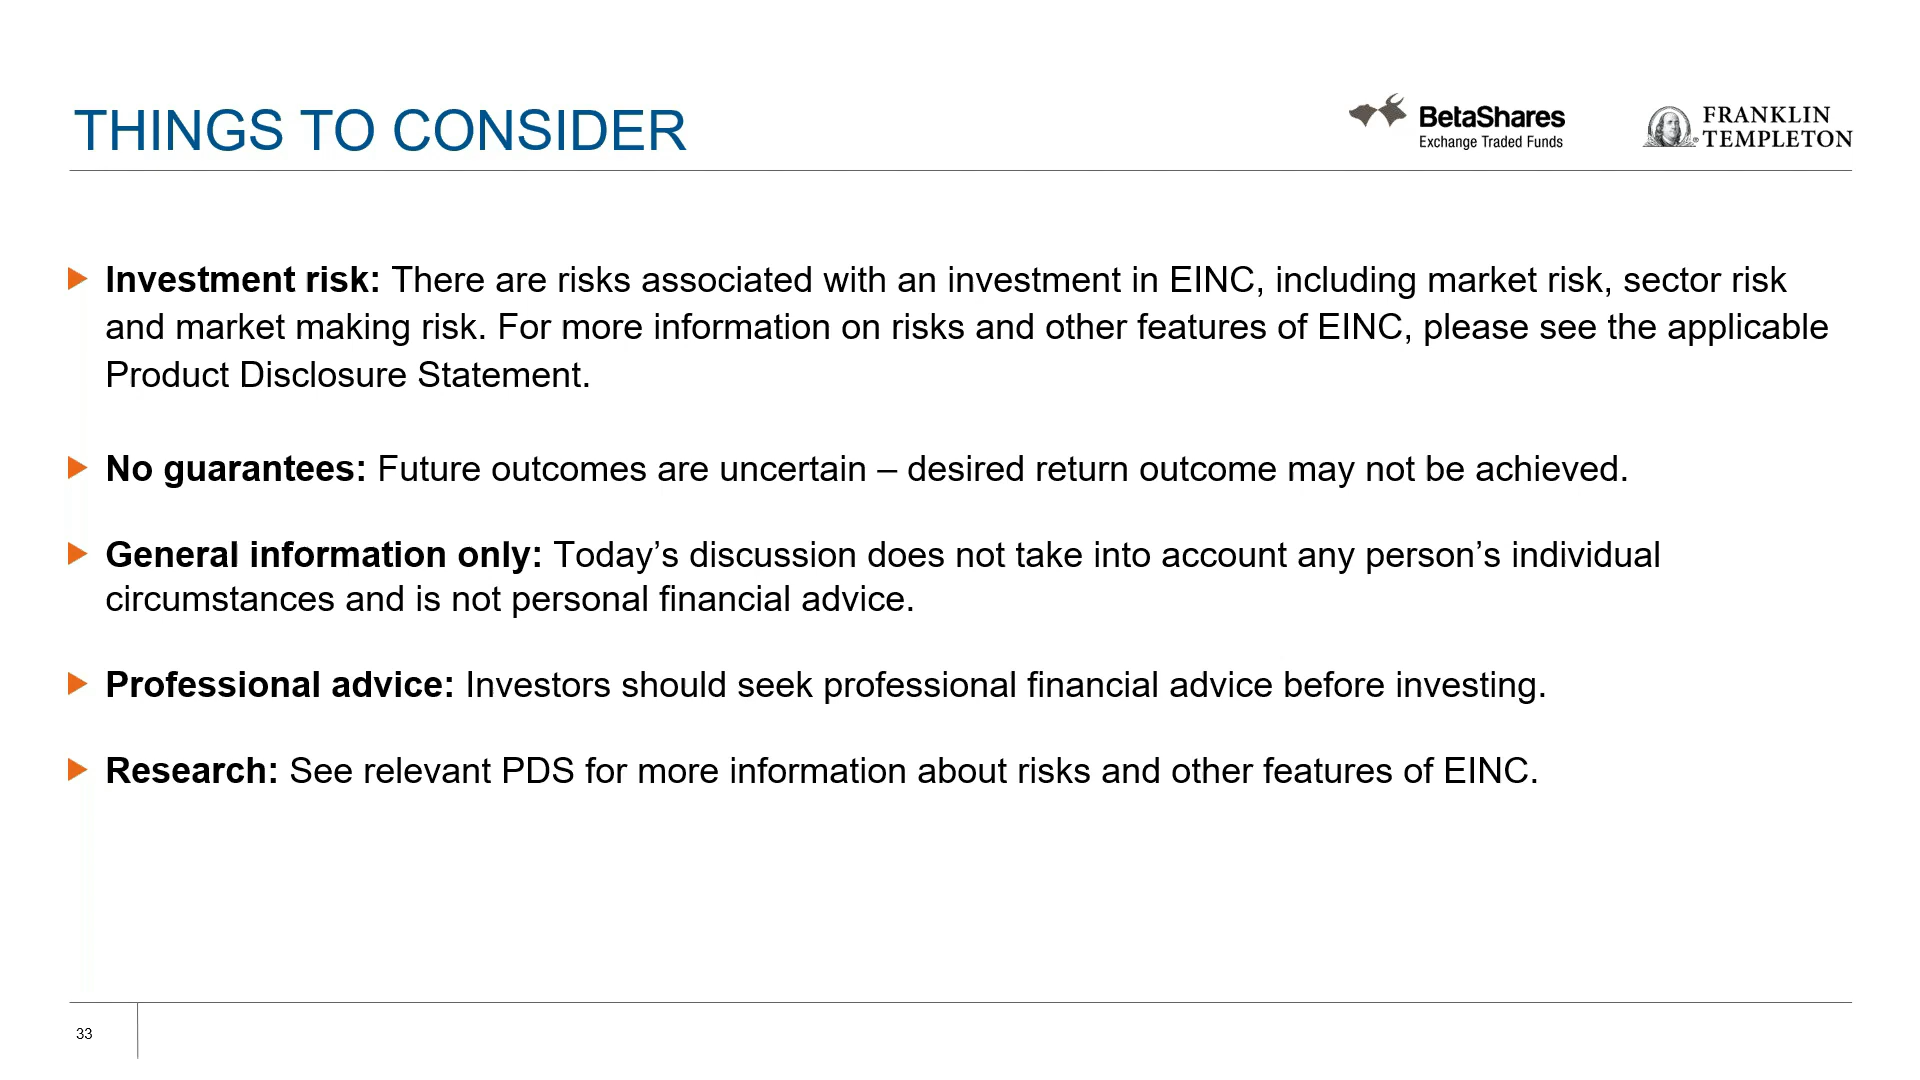 THINGS TO CONSIDER
BetaShares
Exchange Traded Funds
FRANKLIN
TEMPLETON
Investment risk: There are risks associated with an investment in EINC, including market risk, sector risk
and market making risk. For more information on risks and other features of EINC, please see the applicable
Product Disclosure Statement.
No guarantees: Future outcomes are uncertain – desired return outcome may not be achieved.
General information only: Today’s discussion does not take into account any person’s individual
circumstances and is not personal financial advice.
Professional advice: Investors should seek professional financial advice before investing.
Research: See relevant PDS for more information about risks and other features of EINC.
33